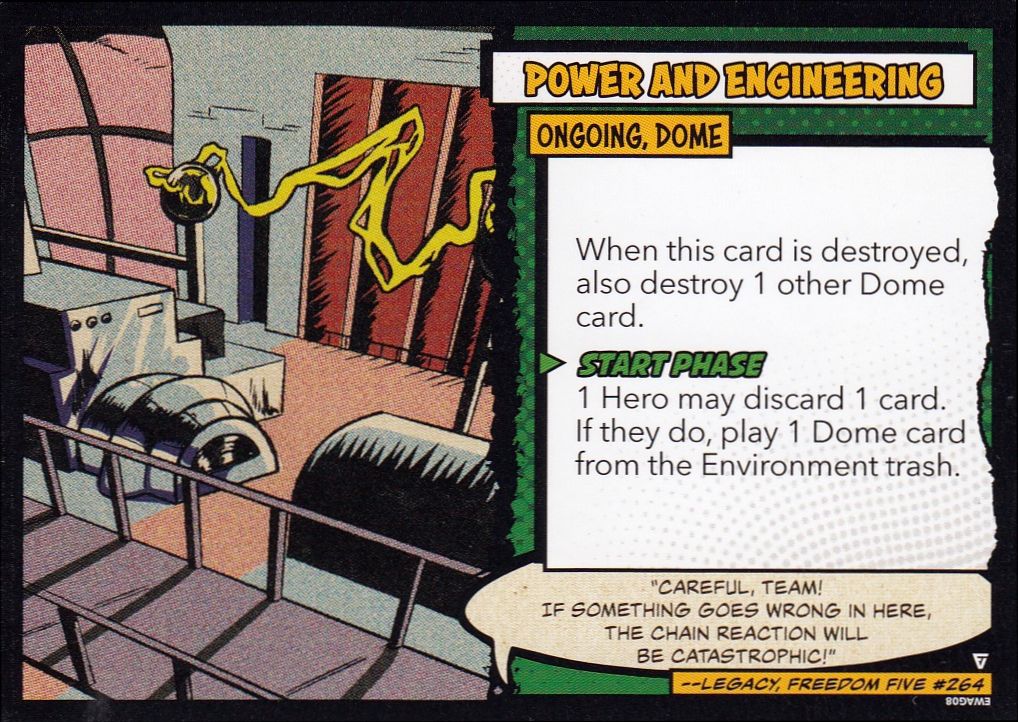 POWER AND ENGINEERING
ONGOING, DOME
When this card is destroyed,
also destroy 1 other Dome
card.
START PHASE
1 Hero may discard 1 card.
If they do, play 1 Dome card
from the Environment trash.
"CAREFUL, TEAM!
IF SOMETHING GOES WRONG IN HERE,
THE CHAIN REACTION WILL
BE CATASTROPHIC!"
--LEGACY, FREEDOM FIVE #264
EWAG08